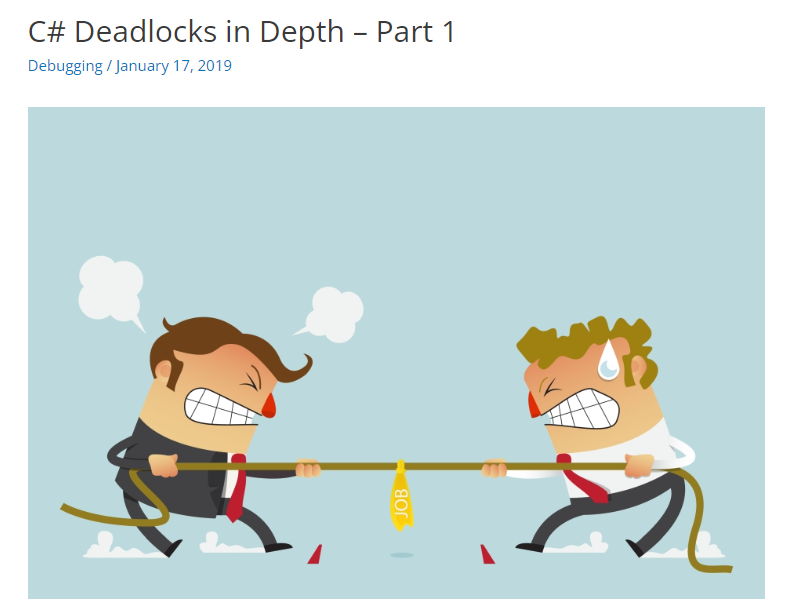 C# Deadlocks in Depth – Part 1
Debugging / January 17, 2019
JOB